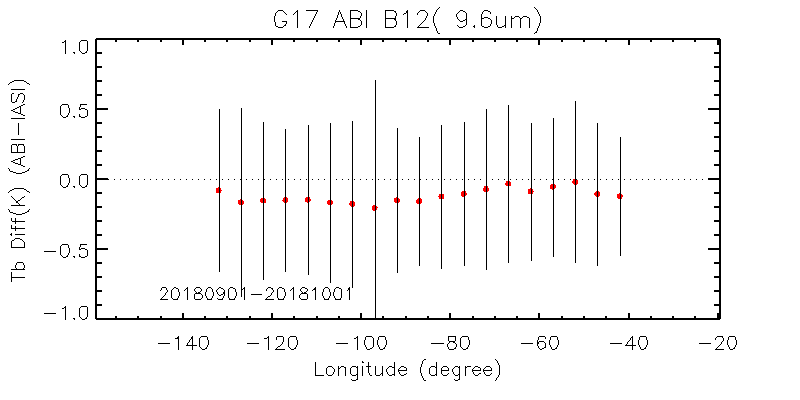 G17 ABI B12( 9.6um)
1.0
0.5
0.0
−0.5
−1.0
Tb Diff(K) (ABI−IASI)
20180901−20181001
−140 −120 −100 −80 −60 −40 −20
Longitude (degree)